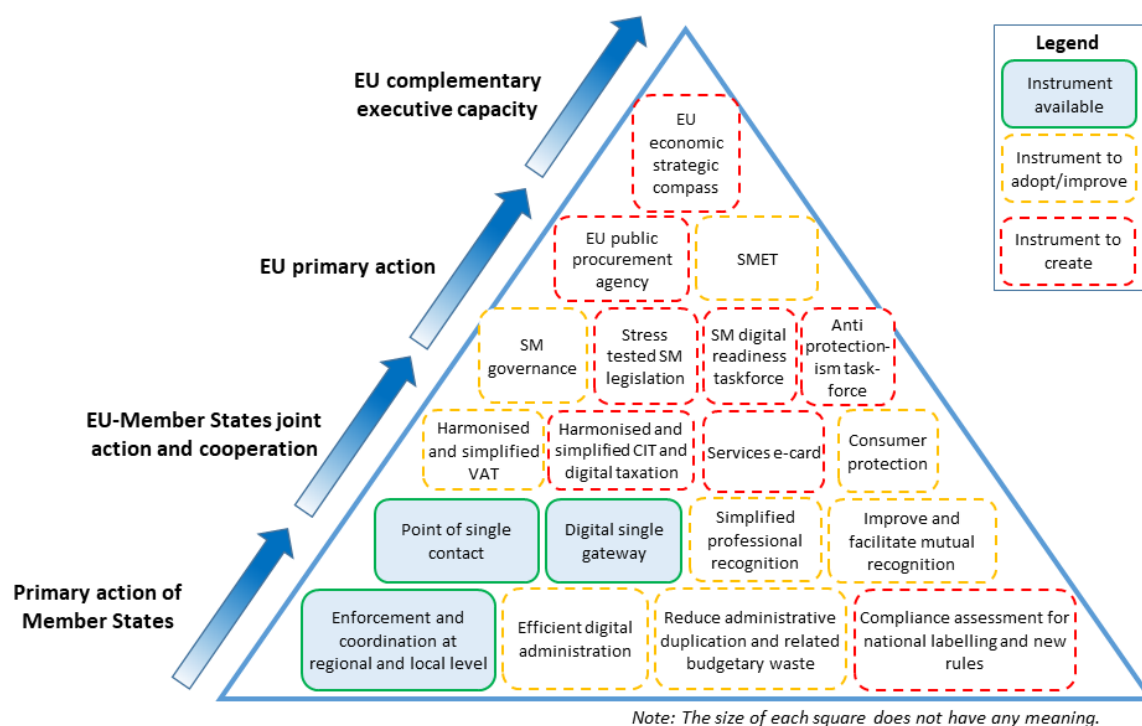 EU complementary
executive capacity
EU primary action
EU-Member States joint
action and cooperation
Primary action of
Member States
EU
economic
strategic
compass
EU public
procurement
agency
SMET
SM
governance
Stress
tested SM
legislation
SM digital
readiness
taskforce
Anti
protection-
ism task-
force
Harmonised
and simplified
VAT
Harmonised and
simplified CIT and
digital taxation
Services e-card
Consumer
protection
Point of single
contact
Digital single
gateway
Simplified
professional
recognition
Improve and
facilitate mutual
recognition
Enforcement and
coordination at
regional and local level
Efficient digital
administration
Reduce administrative
duplication and related
budgetary waste
Compliance assessment for
national labelling and new
rules
Legend
Instrument
available
Instrument to
adopt/improve
Instrument to
create
Note: The size of each square does not have any meaning.